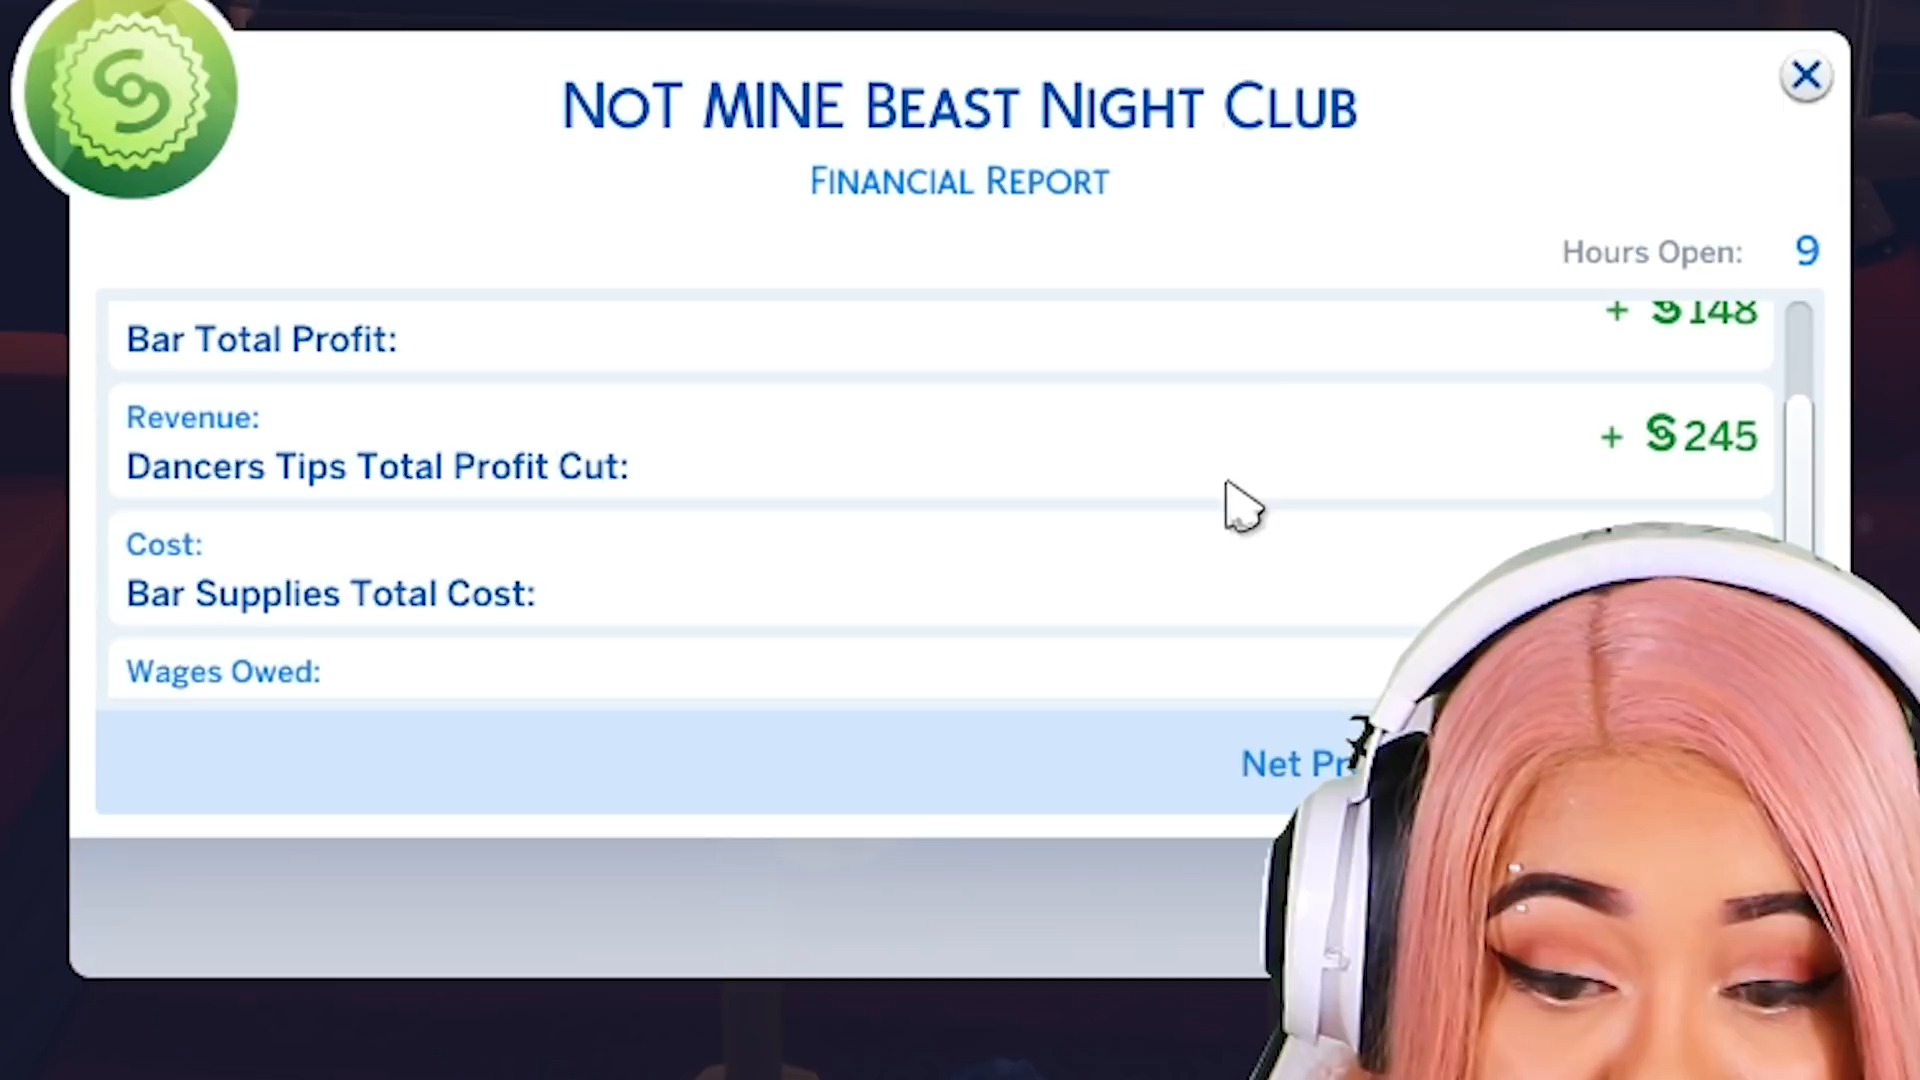 NOT MINE BEAST NIGHT CLUB
FINANCIAL REPORT
Hours Open: 9
+ §148
Bar Total Profit:
Revenue:
+ §245
Dancers Tips Total Profit Cut:
Cost:
Bar Supplies Total Cost:
Wages Owed:
Net